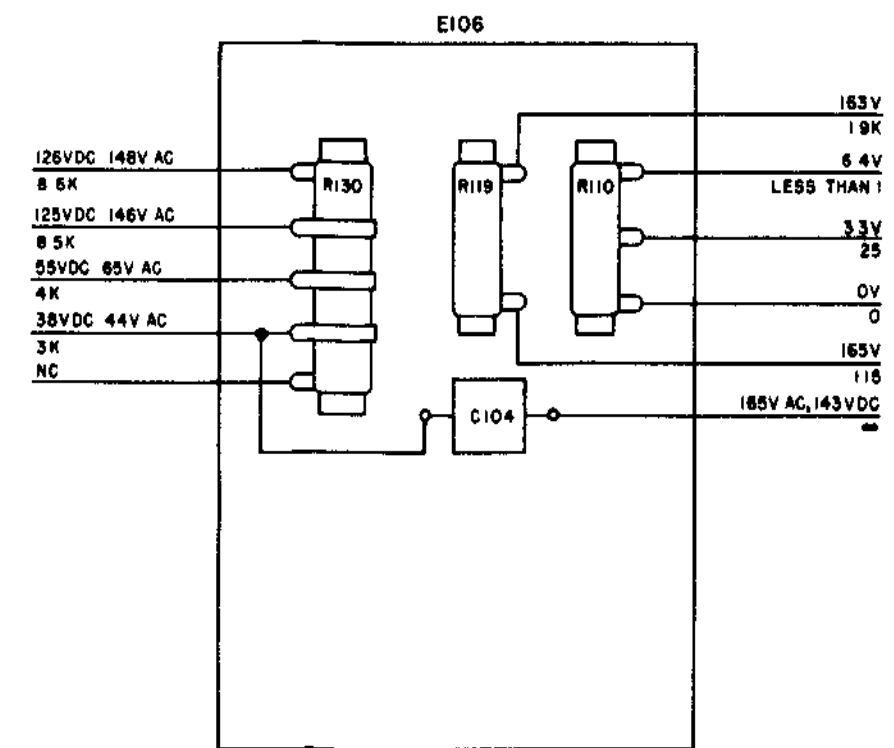 E106
126VDC 148V AC
8 6K
125VDC 146V AC
8 5K
55VDC 65V AC
4K
38VDC 44V AC
3K
NC
R130
R119
R110
C104
163V
19K
6 4V
LESS THAN 1
3.3V
25
0V
0
165V
115
165V AC, 143VDC
∞